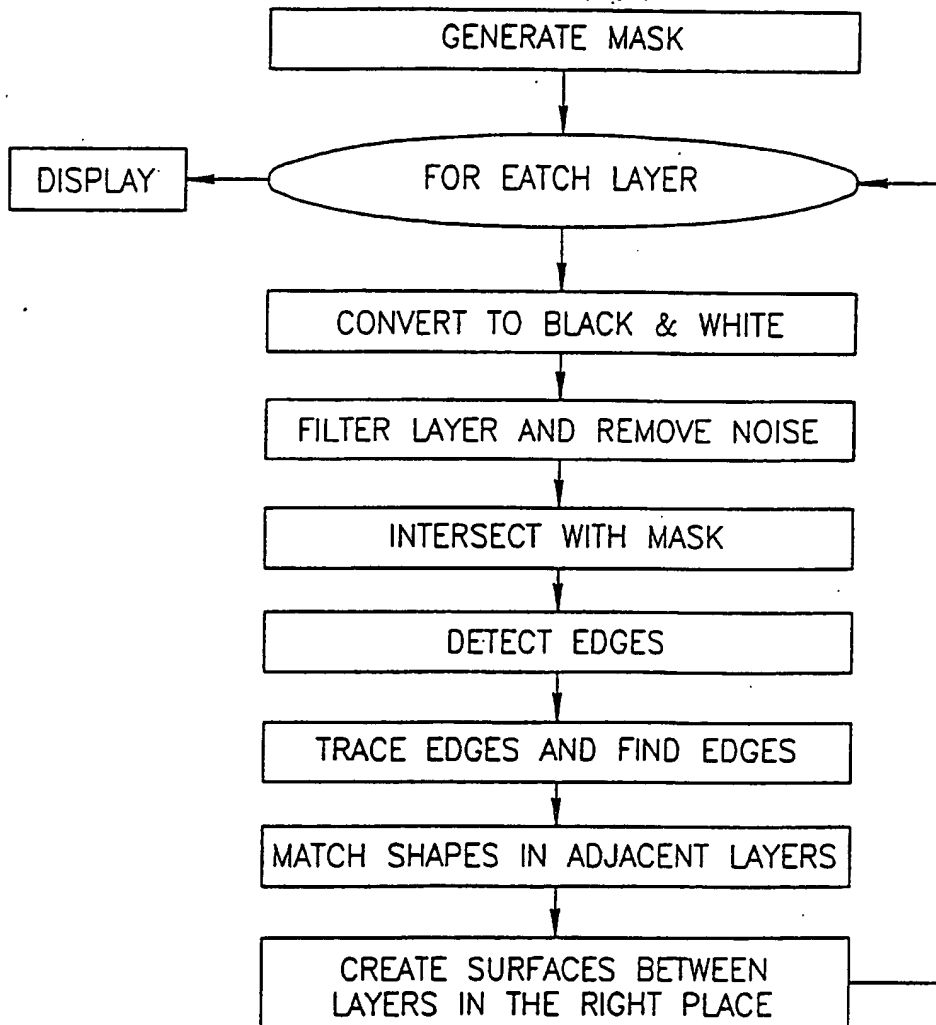 GENERATE MASK
DISPLAY
FOR EATCH LAYER
CONVERT TO BLACK & WHITE
FILTER LAYER AND REMOVE NOISE
INTERSECT WITH MASK
DETECT EDGES
TRACE EDGES AND FIND EDGES
MATCH SHAPES IN ADJACENT LAYERS
CREATE SURFACES BETWEEN
LAYERS IN THE RIGHT PLACE